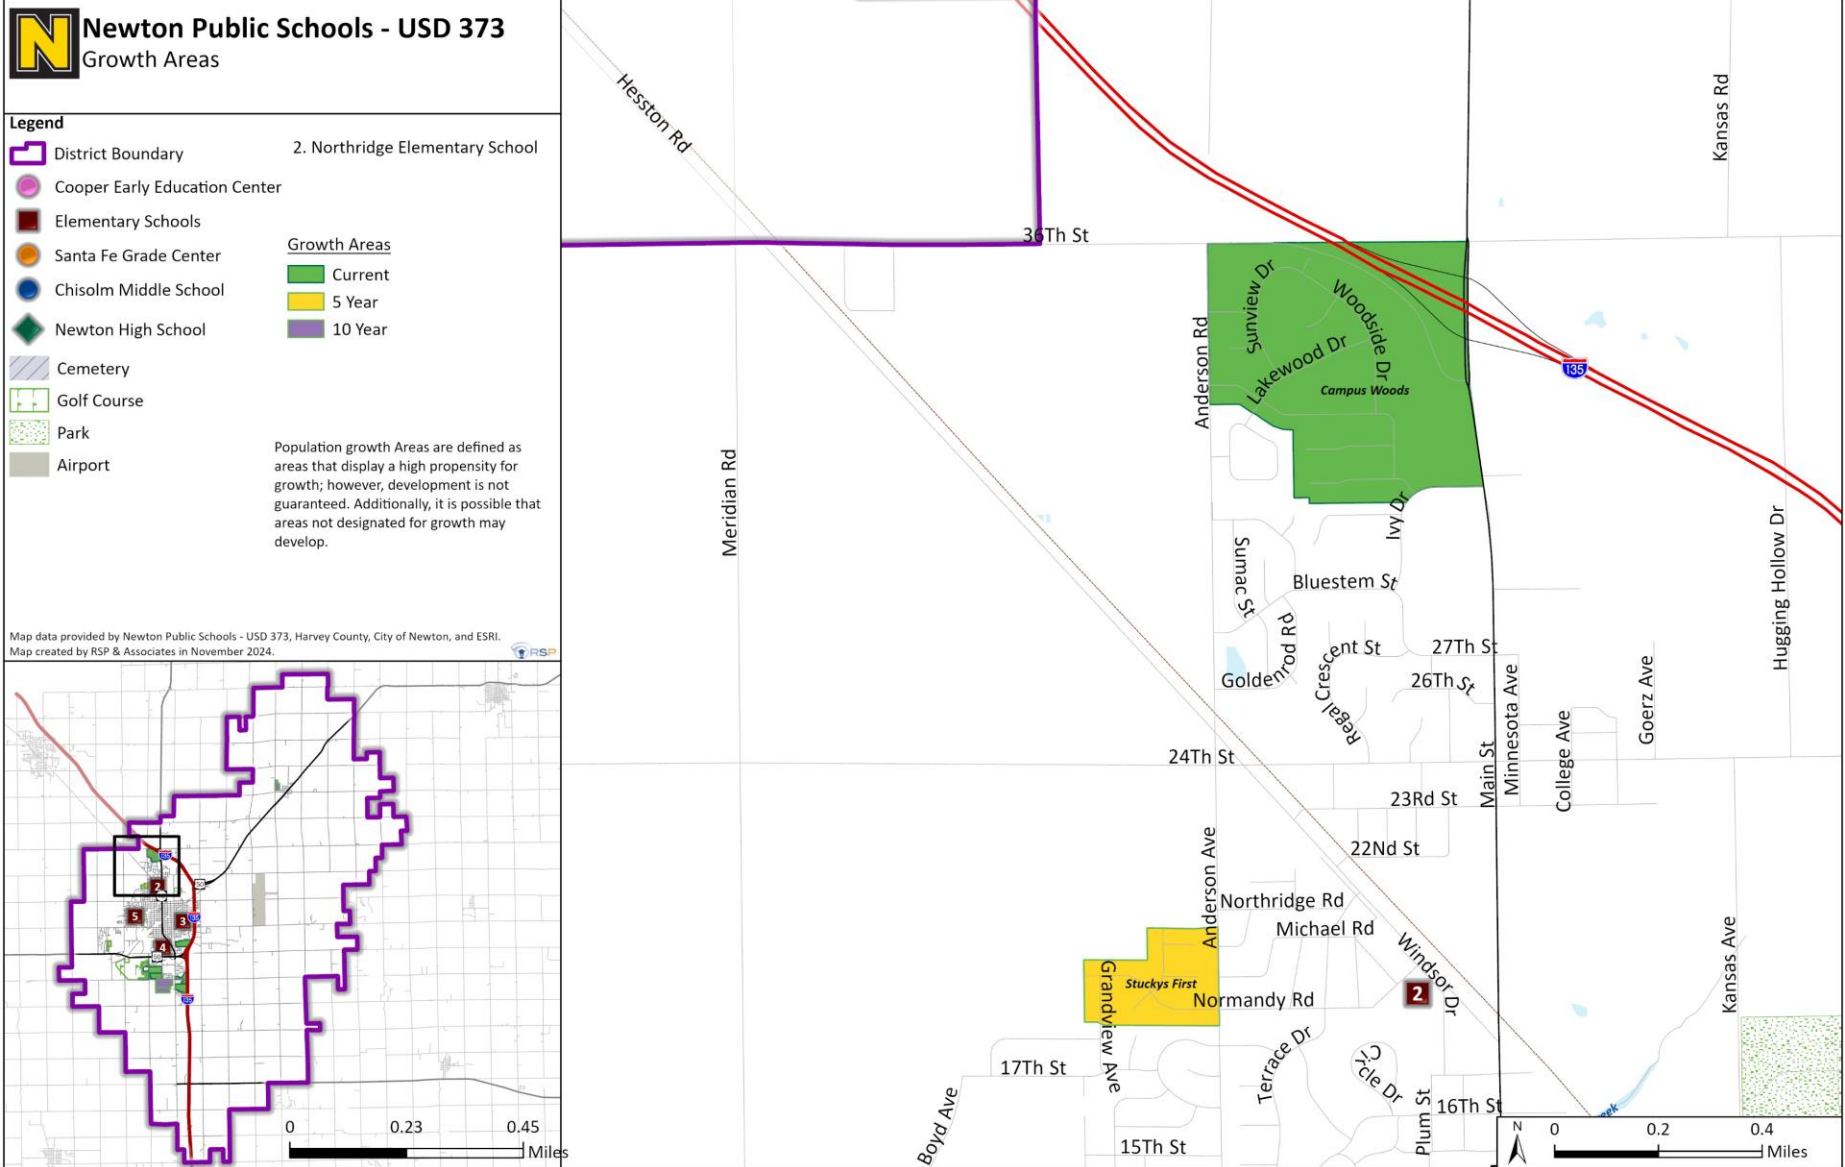 N
Newton Public Schools - USD 373
Growth Areas
Legend
District Boundary
Cooper Early Education Center
Elementary Schools
Santa Fe Grade Center
Chisolm Middle School
Newton High School
Cemetery
Golf Course
Park
Airport
2. Northridge Elementary School
Growth Areas
Current
5 Year
10 Year
Population growth Areas are defined as
areas that display a high propensity for
growth; however, development is not
guaranteed. Additionally, it is possible that
areas not designated for growth may
develop.
Map data provided by Newton Public Schools - USD 373, Harvey County, City of Newton, and ESRI.
Map created by RSP & Associates in November 2024.
RSP
135
2
50
5
3
135
4
50
135
0 0.23 0.45
Miles
Hesston Rd
Kansas Rd
36Th St
Sunview Dr
Woodside Dr
Anderson Rd
Lakewood Dr
Campus Woods
135
Meridian Rd
Ivy Dr
Hugging Hollow Dr
Sumac St
Bluestem St
Goldenrod Rd
Regal Crescent St
27Th St
26Th St
Minnesota Ave
Goerz Ave
College Ave
Main St
24Th St
23Rd St
22Nd St
Anderson Ave
Northridge Rd
Michael Rd
Windsor Dr
Kansas Ave
Grandview Ave
Stuckys First
Normandy Rd
2
Terrace Dr
Circle Dr
17Th St
Boyd Ave
Plum St
16Th St
15Th St
eek
N
0 0.2 0.4
Miles